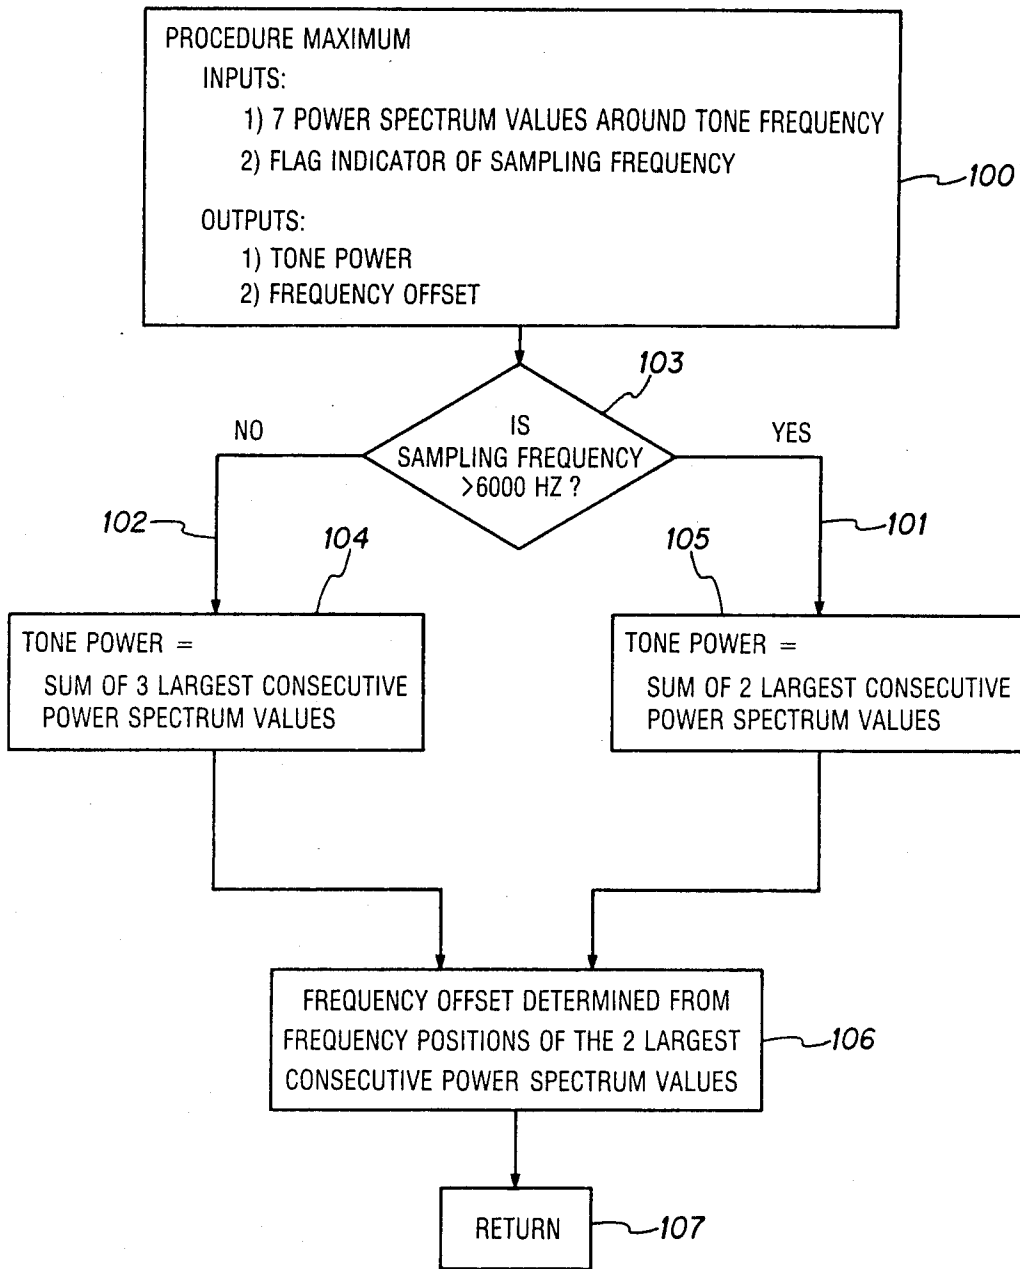 PROCEDURE MAXIMUM
INPUTS:
1) 7 POWER SPECTRUM VALUES AROUND TONE FREQUENCY
2) FLAG INDICATOR OF SAMPLING FREQUENCY
100
OUTPUTS:
1) TONE POWER
2) FREQUENCY OFFSET
103
NO
IS
SAMPLING FREQUENCY
>6000 HZ ?
YES
102
101
104
105
TONE POWER =
SUM OF 3 LARGEST CONSECUTIVE
POWER SPECTRUM VALUES
TONE POWER =
SUM OF 2 LARGEST CONSECUTIVE
POWER SPECTRUM VALUES
FREQUENCY OFFSET DETERMINED FROM
FREQUENCY POSITIONS OF THE 2 LARGEST
CONSECUTIVE POWER SPECTRUM VALUES
106
RETURN
107